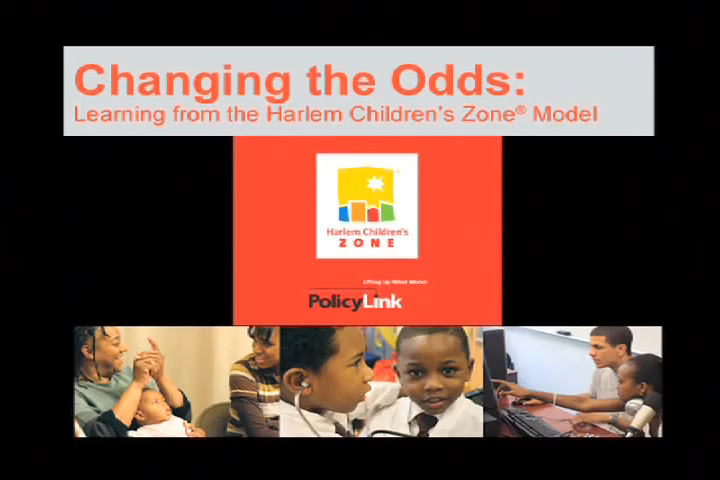 Changing the Odds:
Learning from the Harlem Children's Zone® Model
Harlem Children's
ZONE
Lifting Up What Works
PolicyLink